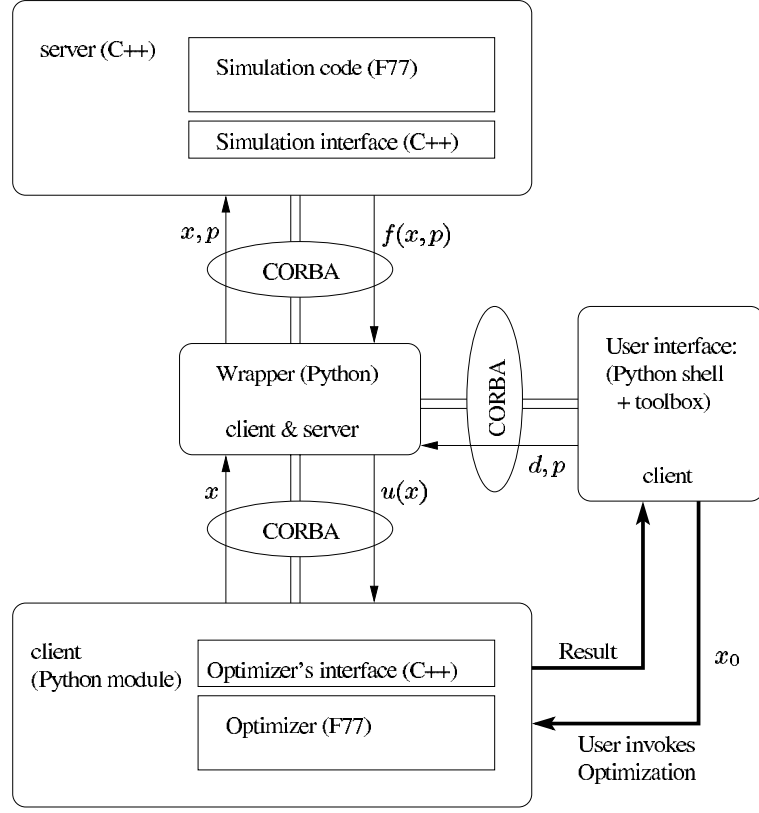 server (C++)
Simulation code (F77)
Simulation interface (C++)
x, p
f(x, p)
CORBA
Wrapper (Python)
client & server
CORBA
User interface:
(Python shell
+ toolbox)
client
d, p
x
u(x)
CORBA
client
(Python module)
Optimizer's interface (C++)
Optimizer (F77)
Result
x₀
User invokes
Optimization